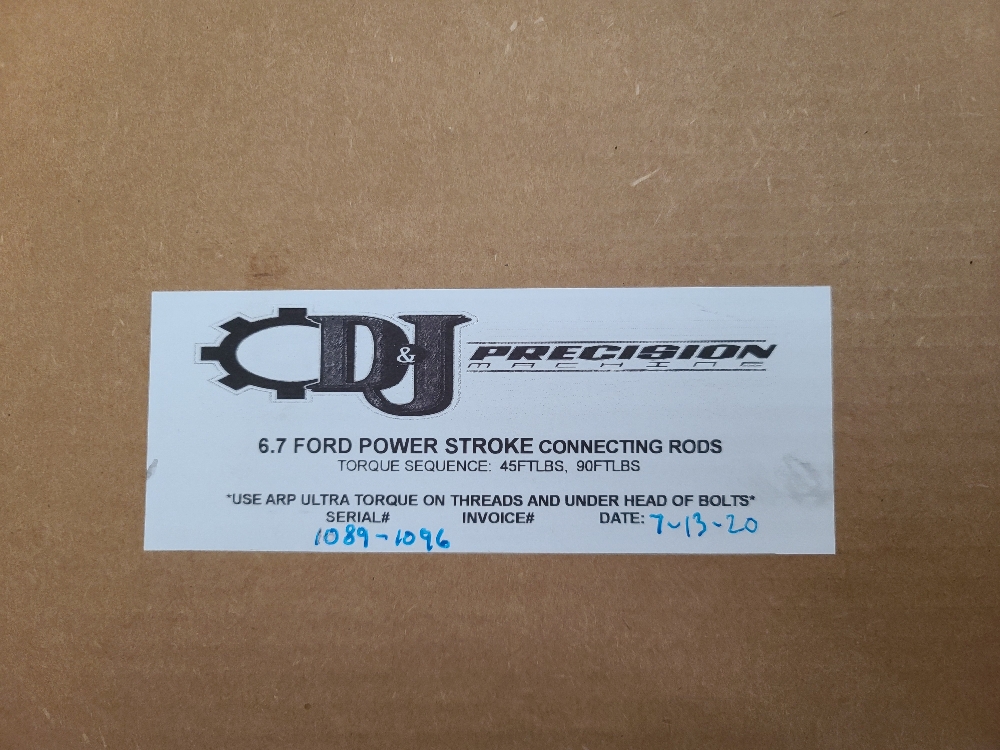 D&J PRECISION
MACHINE
6.7 FORD POWER STROKE CONNECTING RODS
TORQUE SEQUENCE: 45FTLBS, 90FTLBS
*USE ARP ULTRA TORQUE ON THREADS AND UNDER HEAD OF BOLTS*
SERIAL# INVOICE# DATE: 7-13-20
1089-1096